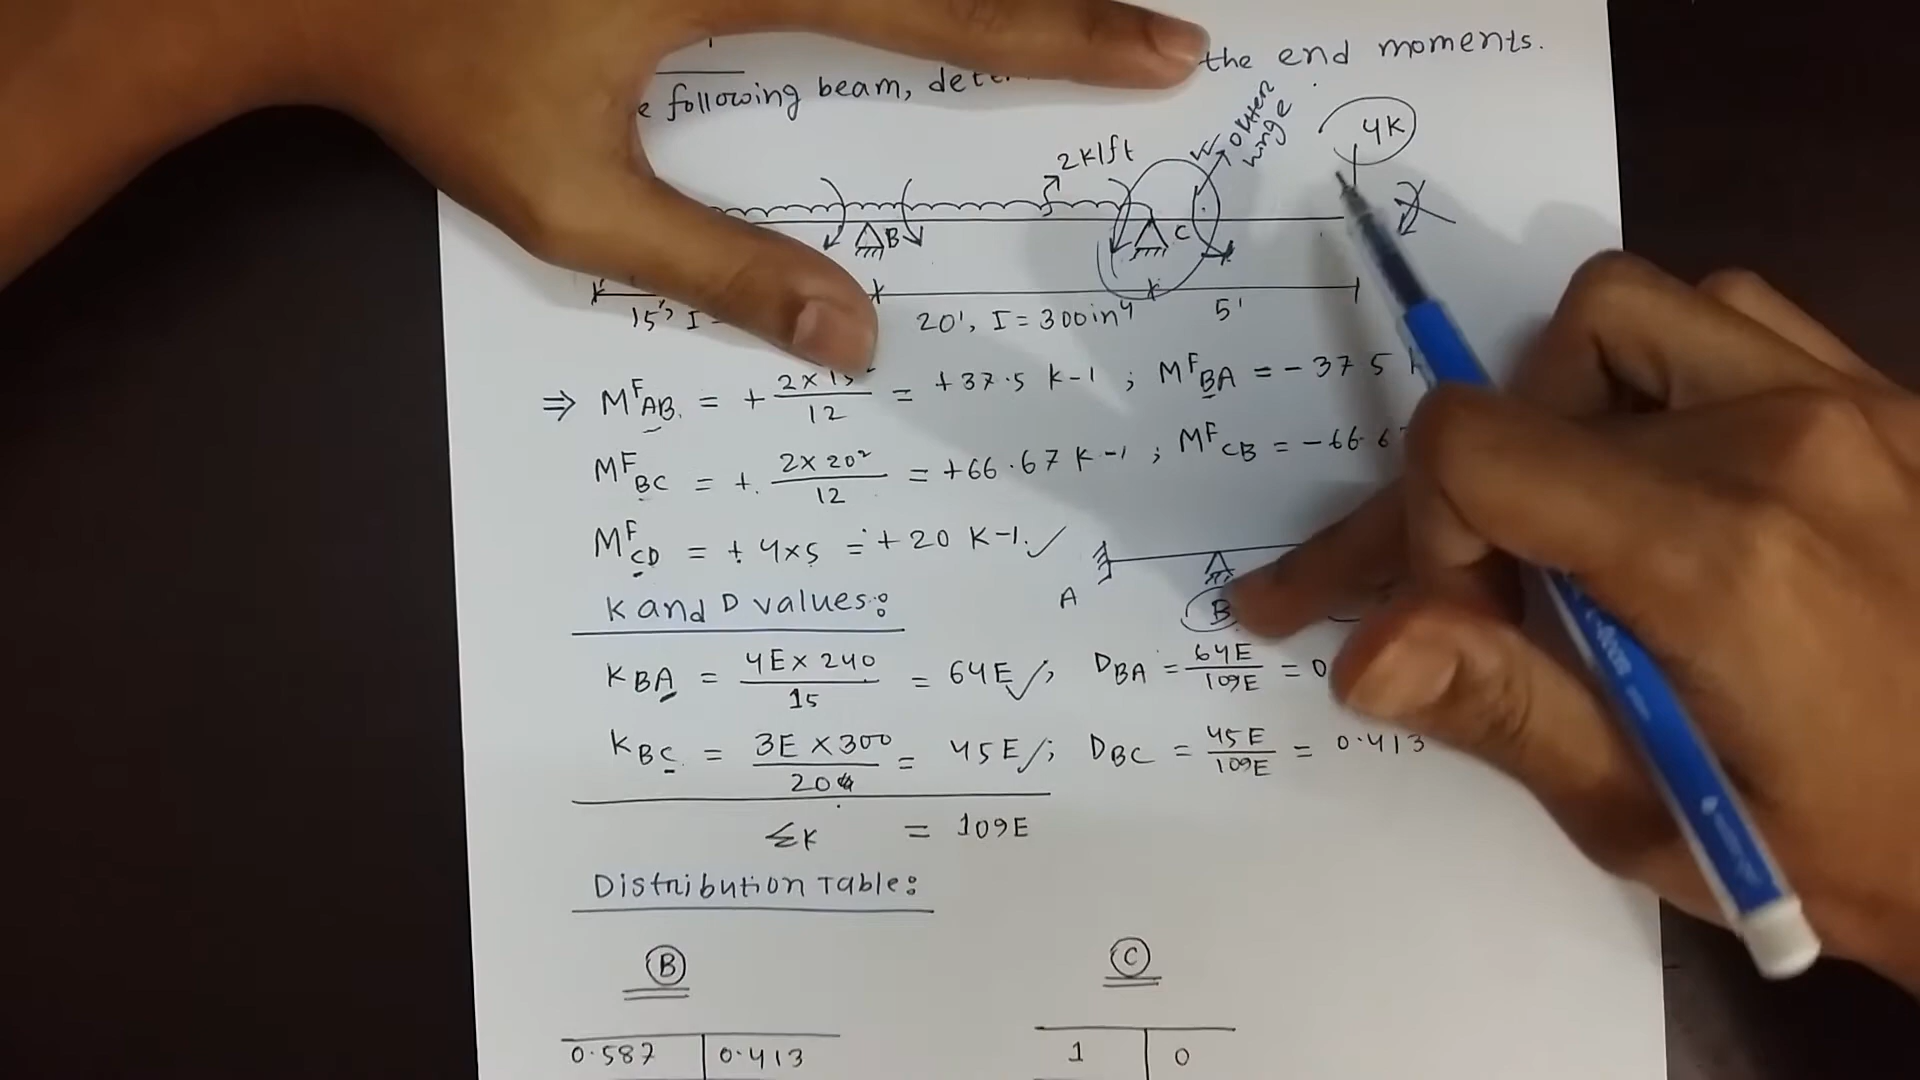 the end moments.
e following beam, dete
4K
outer
hinge
2K/ft
B
C
15', I =
20', I = 300in⁴
5'
⇒ Mᶠ_AB. = + 2×15² / 12 = +37.5 K-1 ; Mᶠ_BA = -37 5
Mᶠ_BC = +. 2×20² / 12 = +66.67 K-1 ; Mᶠ_CB = -66.67
Mᶠ_CD = + 4×5 = +20 K-1. ✓
A
B
K and D values:
K_BA = 4E×240 / 15 = 64E ✓; D_BA = 64E / 109E = 0
K_BC = 3E×300 / 20 = 45E ✓; D_BC = 45E / 109E = 0.413
ΣK = 109E
Distribution Table:
B
C
0.587 0.413
1 0